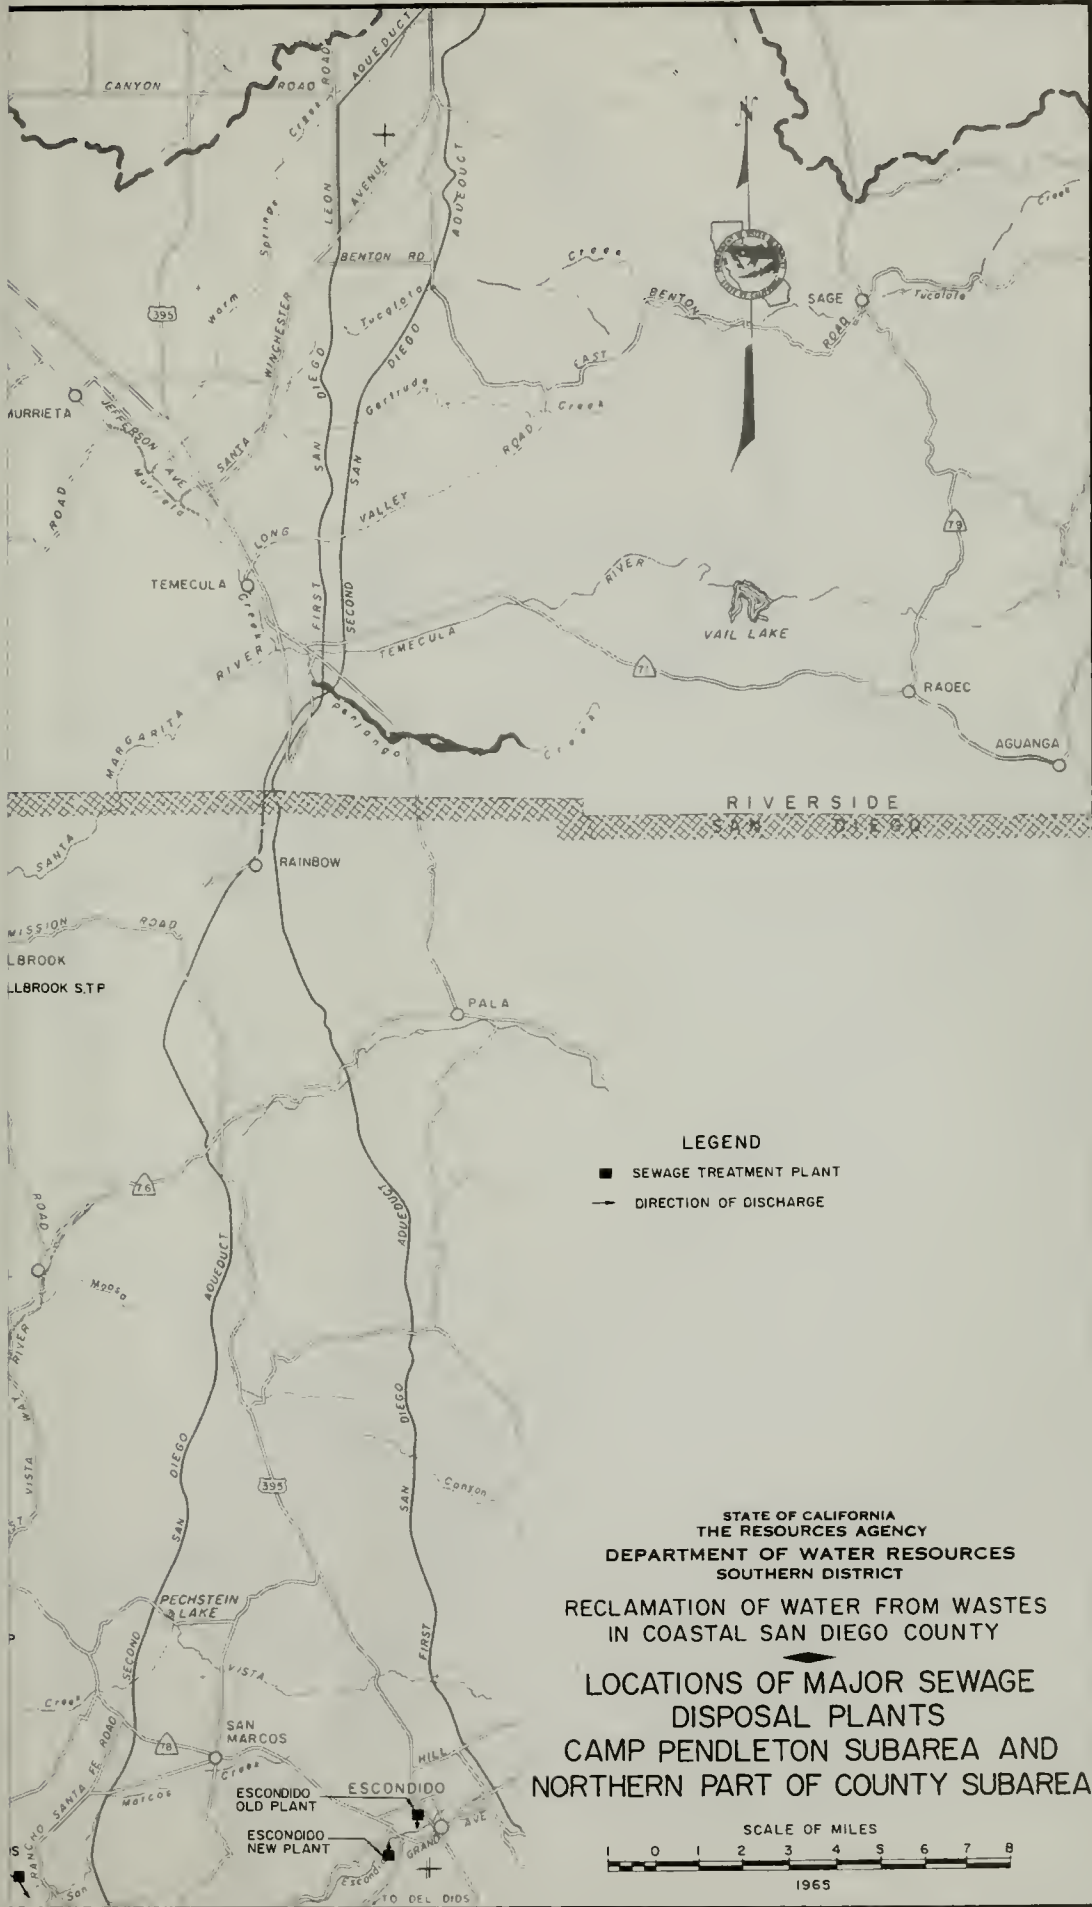 CANYON
ROAD
Creek
ROAD
AQUEDUCT
LEON
AVENUE
AQUEDUCT
Springs
Warm
BENTON RD
Creek
Creek
395
WINCHESTER
Tucalota
BENTON
SAGE
Tucalota
ROAD
SAN DIEGO
DIEGO
EAST
MURRIETA
JEFFERSON
AVE
Murrieta
SANTA
Gertrudis
Creek
ROAD
ROAD
SAN
VALLEY
79
LONG
TEMECULA
Creek
FIRST
SECOND
RIVER
VAIL LAKE
RIVER
TEMECULA
71
RADEC
MARGARITA
Penjango
Creek
AGUANGA
RIVERSIDE
SAN DIEGO
SANTA
RAINBOW
MISSION ROAD
LBROOK
LLBROOK S.T.P
PALA
LEGEND
SEWAGE TREATMENT PLANT
DIRECTION OF DISCHARGE
76
ROAD
AQUEDUCT
AQUEDUCT
Moosa
RIVER
WAY
VISTA
DIEGO
DIEGO
395
SAN
Canyon
SAN
STATE OF CALIFORNIA
THE RESOURCES AGENCY
DEPARTMENT OF WATER RESOURCES
SOUTHERN DISTRICT
RECLAMATION OF WATER FROM WASTES
IN COASTAL SAN DIEGO COUNTY
LOCATIONS OF MAJOR SEWAGE
DISPOSAL PLANTS
CAMP PENDLETON SUBAREA AND
NORTHERN PART OF COUNTY SUBAREA
PECHSTEIN
LAKE
SECOND
FIRST
VISTA
Creek
78
SAN
MARCOS
Creek
HILL
RANCHO SANTA FE ROAD
Marcos
ESCONDIDO
OLD PLANT
ESCONDIDO
ESCONDIDO
NEW PLANT
GRAND AVE
Escondido
San
TO DEL DIOS
SCALE OF MILES
1 0 1 2 3 4 5 6 7 8
1965